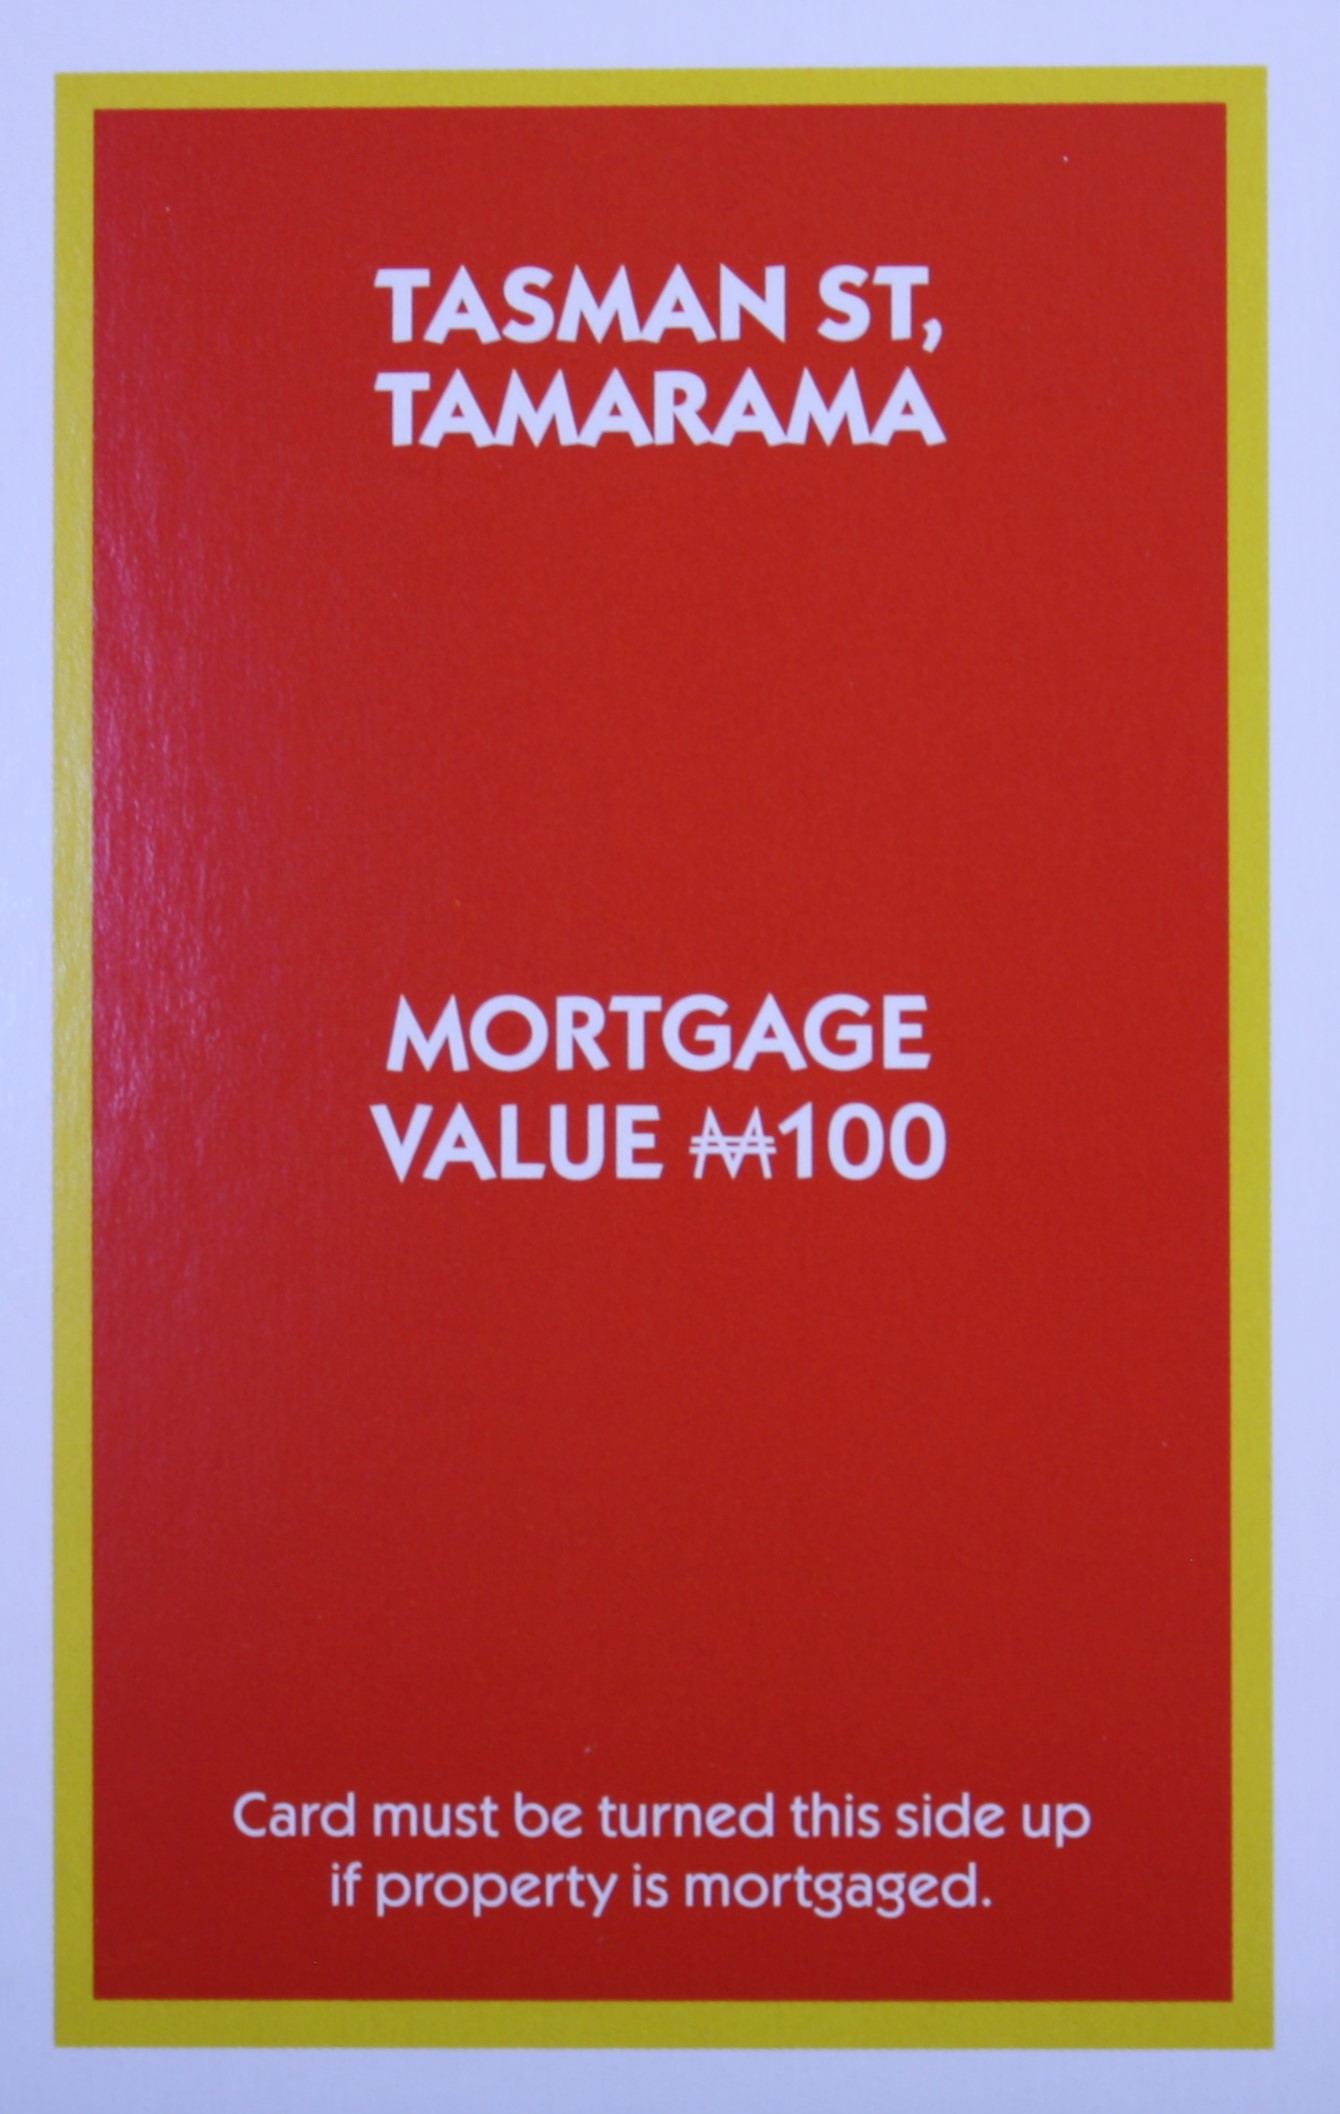 TASMAN ST,
TAMARAMA
MORTGAGE
VALUE ₩100
Card must be turned this side up
if property is mortgaged.